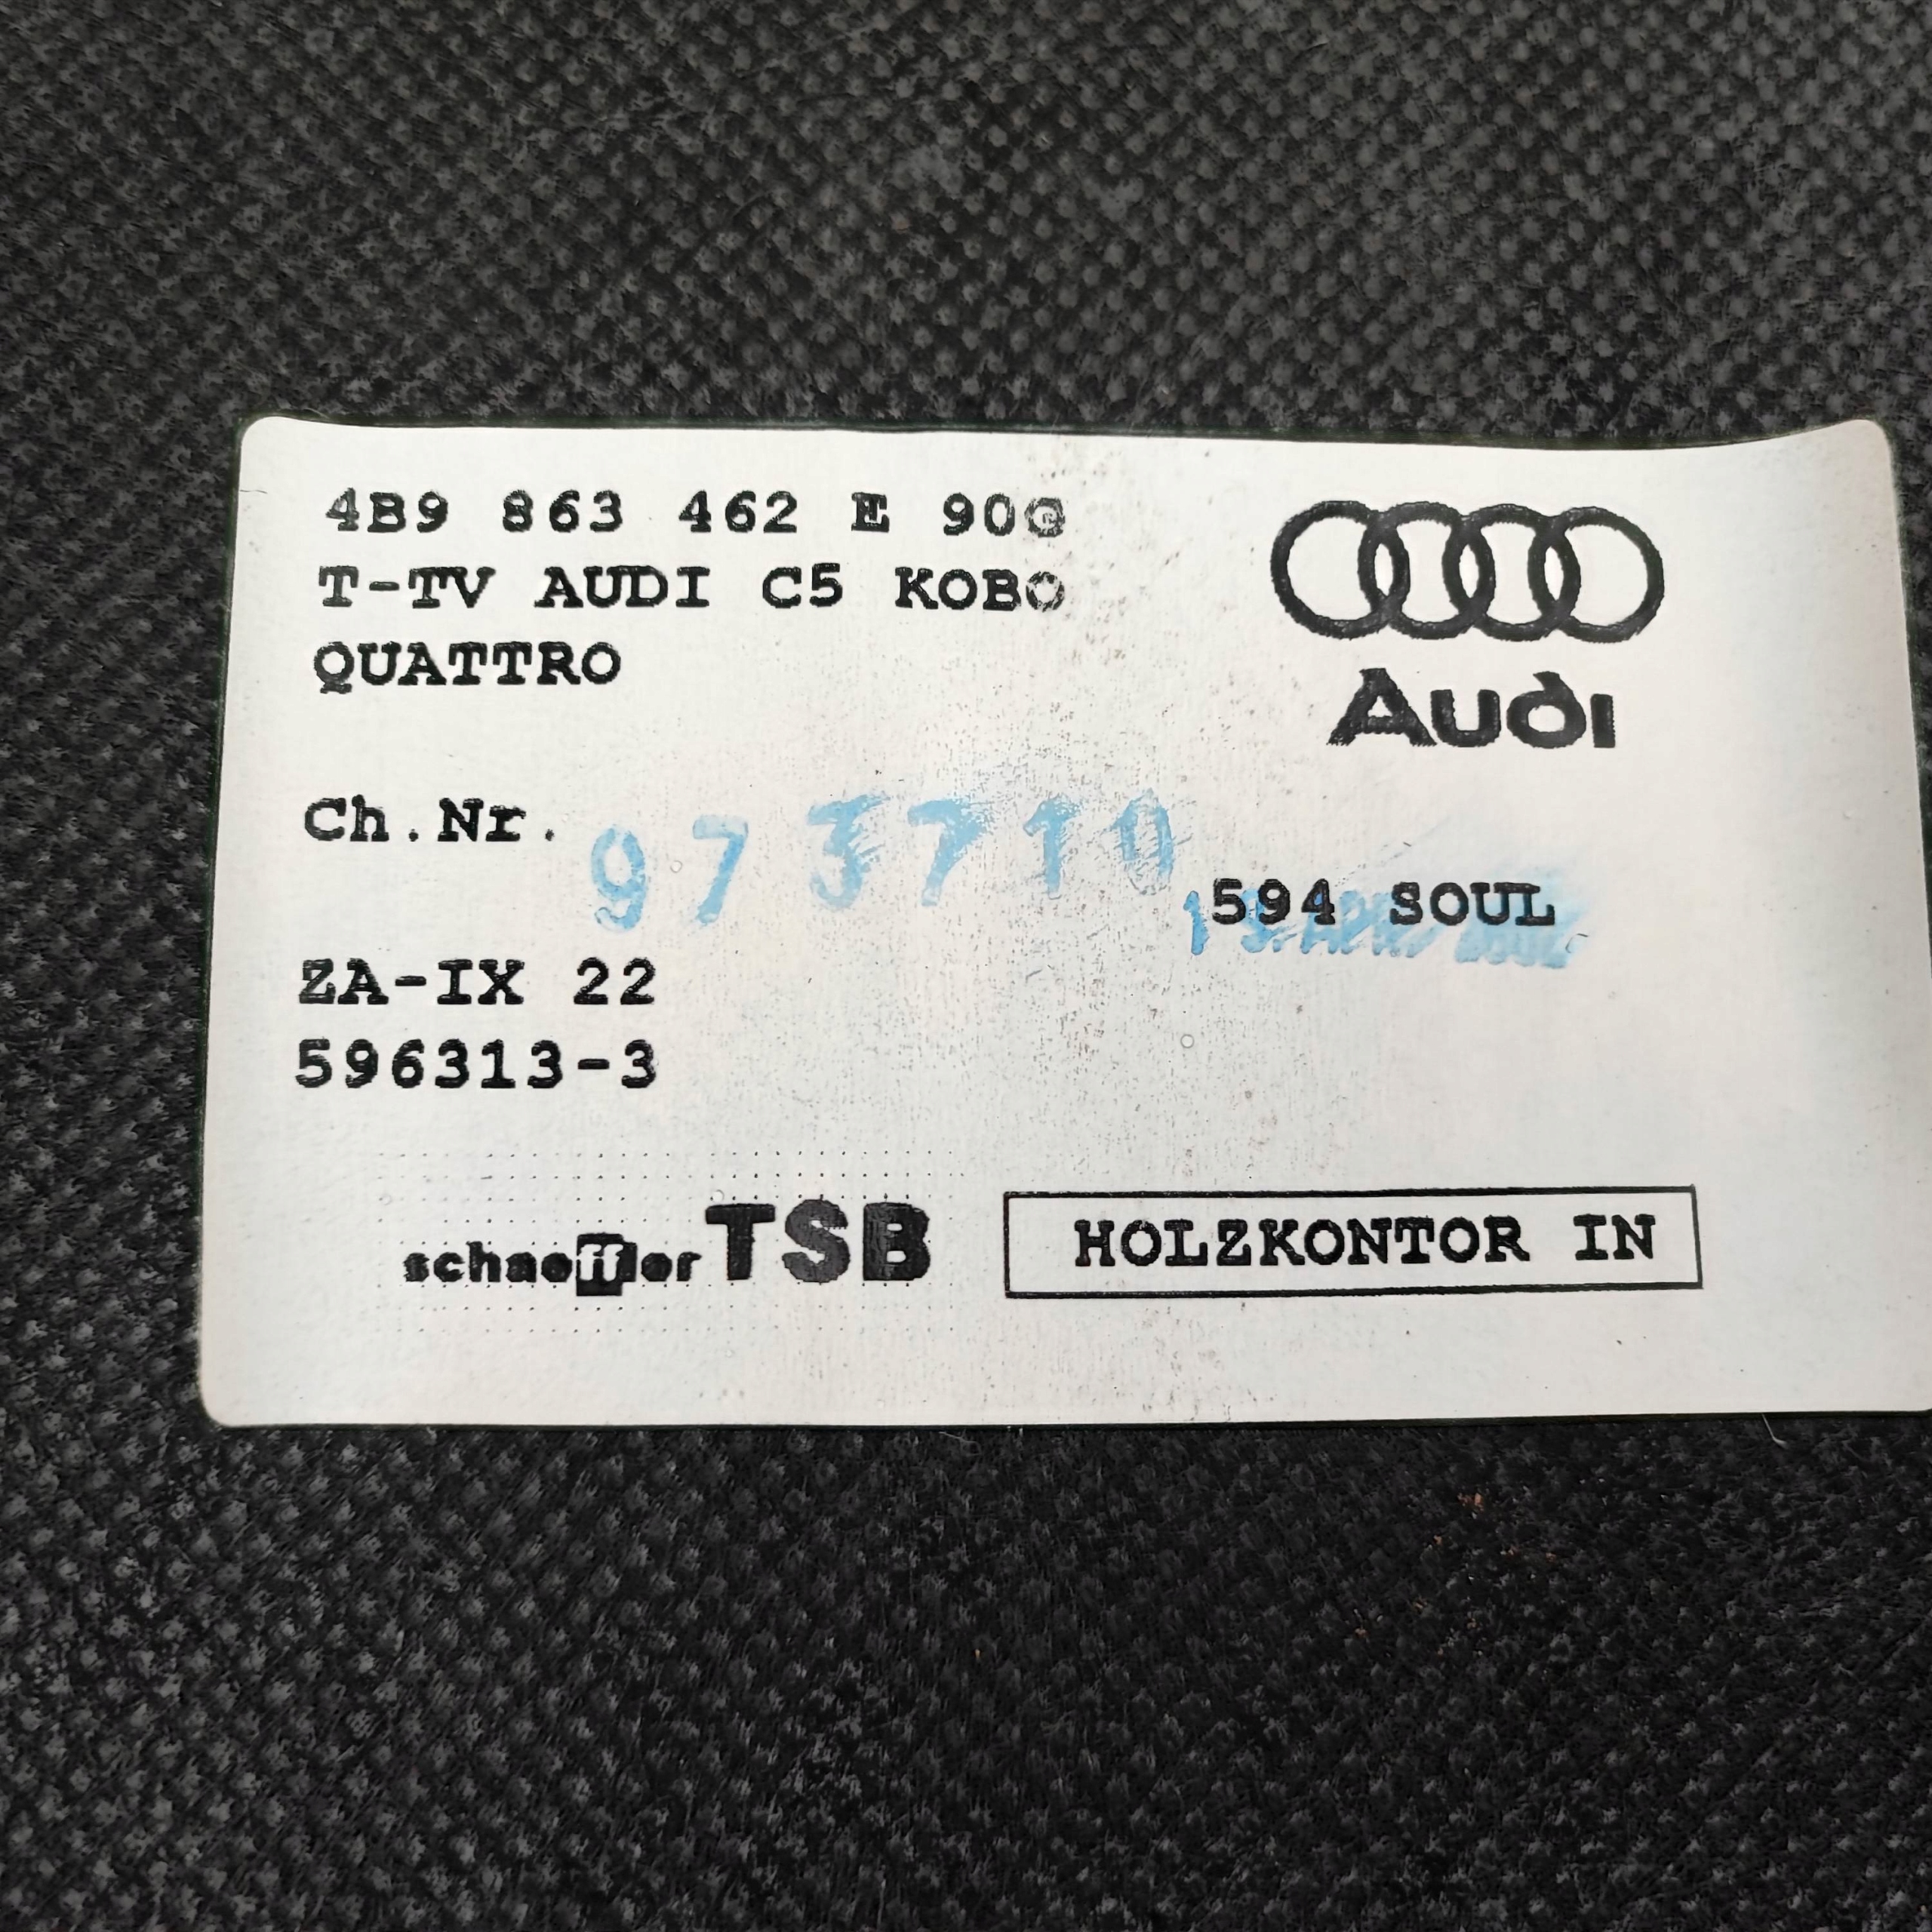 4B9 863 462 E 90G
T-TV AUDI C5 KOBO
QUATTRO
Audi
Ch.Nr. 973710
594 SOUL
ZA-IX 22
596313-3
schaeffler TSB
HOLZKONTOR IN